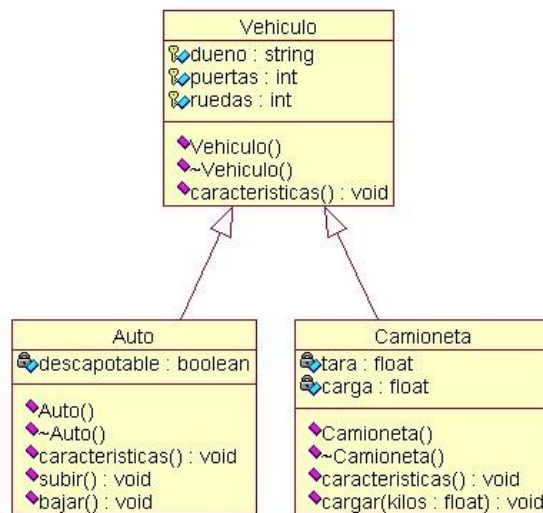 Vehiculo
dueno : string
puertas : int
ruedas : int
Vehiculo()
~Vehiculo()
caracteristicas() : void
Auto
descapotable : boolean
Auto()
~Auto()
caracteristicas() : void
subir() : void
bajar() : void
Camioneta
tara : float
carga : float
Camioneta()
~Camioneta()
caracteristicas() : void
cargar(kilos : float) : void